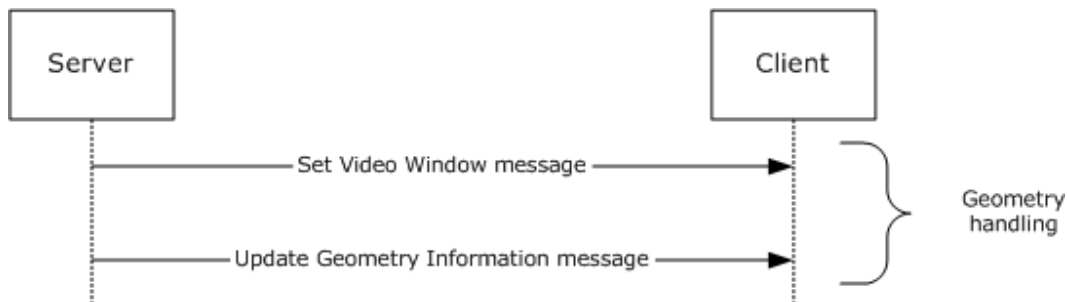 Server
Client
Set Video Window message
Geometry
handling
Update Geometry Information message